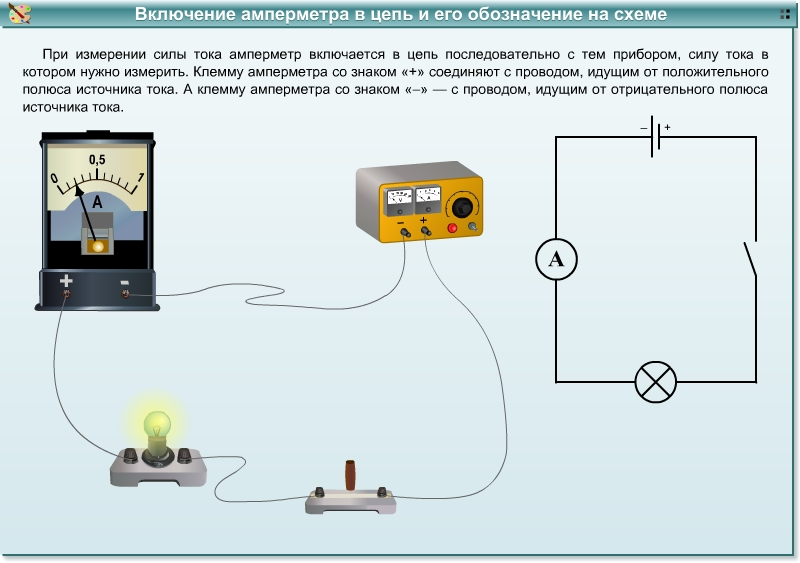 Включение амперметра в цепь и его обозначение на схеме
При измерении силы тока амперметр включается в цепь последовательно с тем прибором, силу тока в
котором нужно измерить. Клемму амперметра со знаком «+» соединяют с проводом, идущим от положительного
полюса источника тока. А клемму амперметра со знаком «–» — с проводом, идущим от отрицательного полюса
источника тока.
– +
0 0,5 1
A
V A
– +
A
+ –